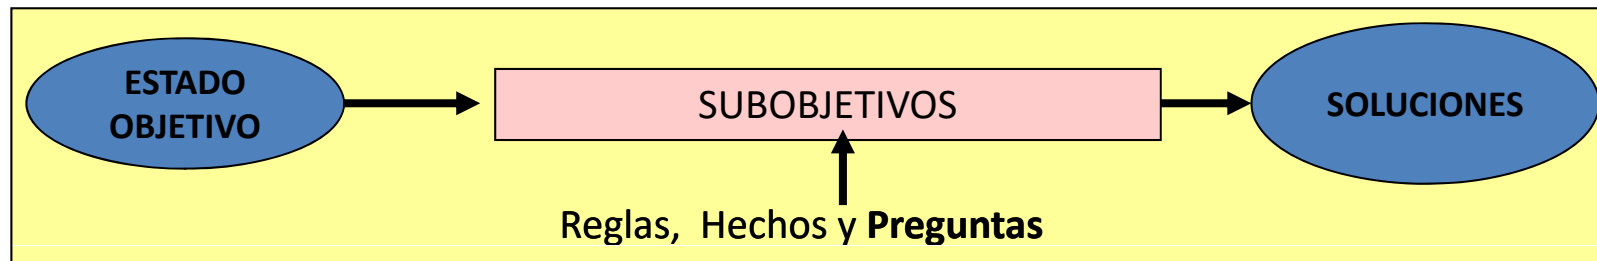 ESTADO
OBJETIVO
SUBOBJETIVOS
SOLUCIONES
Reglas, Hechos y Preguntas